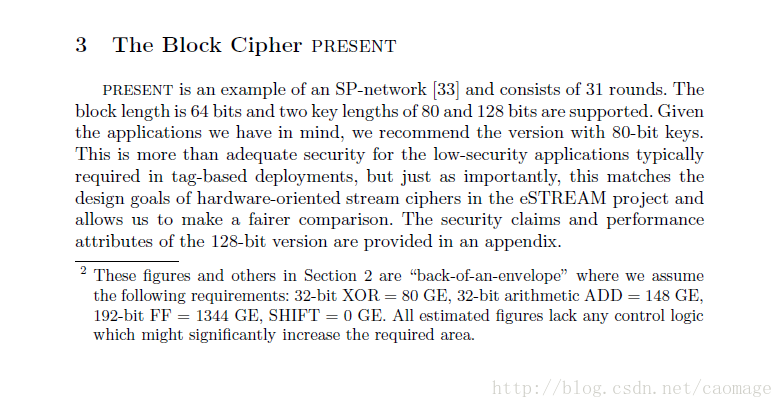 3 The Block Cipher PRESENT
PRESENT is an example of an SP-network [33] and consists of 31 rounds. The
block length is 64 bits and two key lengths of 80 and 128 bits are supported. Given
the applications we have in mind, we recommend the version with 80-bit keys.
This is more than adequate security for the low-security applications typically
required in tag-based deployments, but just as importantly, this matches the
design goals of hardware-oriented stream ciphers in the eSTREAM project and
allows us to make a fairer comparison. The security claims and performance
attributes of the 128-bit version are provided in an appendix.
2 These figures and others in Section 2 are “back-of-an-envelope” where we assume
the following requirements: 32-bit XOR = 80 GE, 32-bit arithmetic ADD = 148 GE,
192-bit FF = 1344 GE, SHIFT = 0 GE. All estimated figures lack any control logic
which might significantly increase the required area.
http://blog.csdn.net/caomage